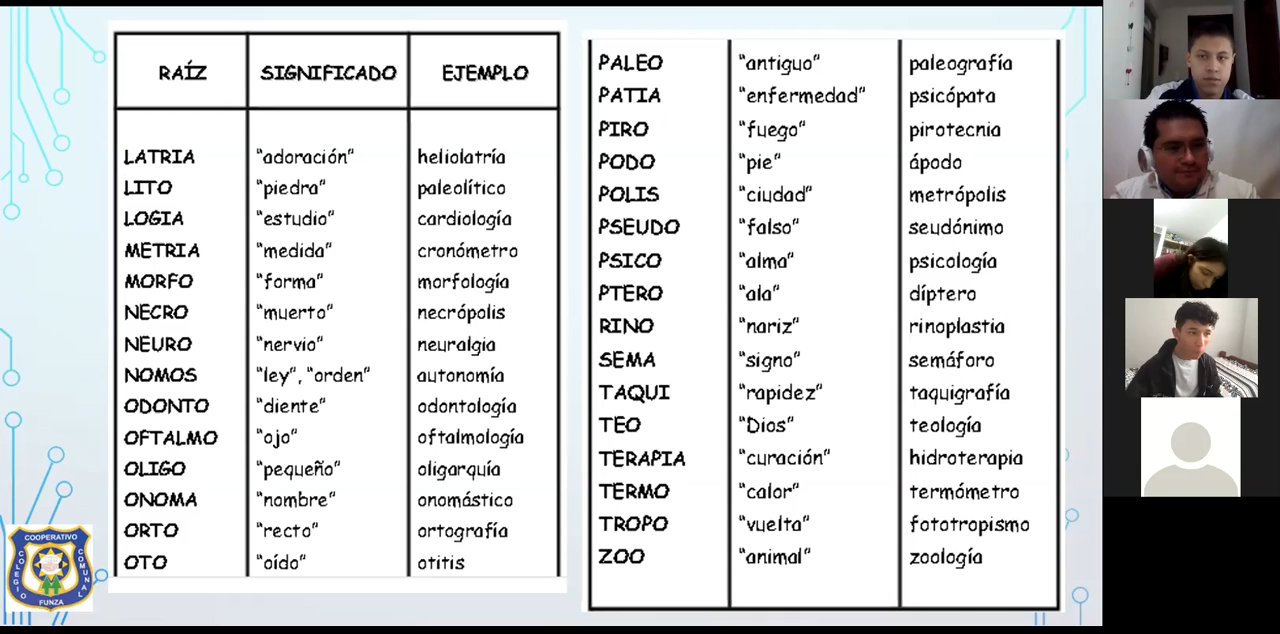 RAÍZ SIGNIFICADO EJEMPLO
LATRIA "adoración" heliolatría
LITO "piedra" paleolítico
LOGIA "estudio" cardiología
METRIA "medida" cronómetro
MORFO "forma" morfología
NECRO "muerto" necrópolis
NEURO "nervio" neuralgia
NOMOS "ley", "orden" autonomía
ODONTO "diente" odontología
OFTALMO "ojo" oftalmología
OLIGO "pequeño" oligarquía
ONOMA "nombre" onomástico
ORTO "recto" ortografía
OTO "oído" otitis
PALEO "antiguo" paleografía
PATIA "enfermedad" psicópata
PIRO "fuego" pirotecnia
PODO "pie" ápodo
POLIS "ciudad" metrópolis
PSEUDO "falso" seudónimo
PSICO "alma" psicología
PTERO "ala" díptero
RINO "nariz" rinoplastia
SEMA "signo" semáforo
TAQUI "rapidez" taquigrafía
TEO "Dios" teología
TERAPIA "curación" hidroterapia
TERMO "calor" termómetro
TROPO "vuelta" fototropismo
ZOO "animal" zoología
COOPERATIVO
COLEGIO
COMUNAL
FUNZA